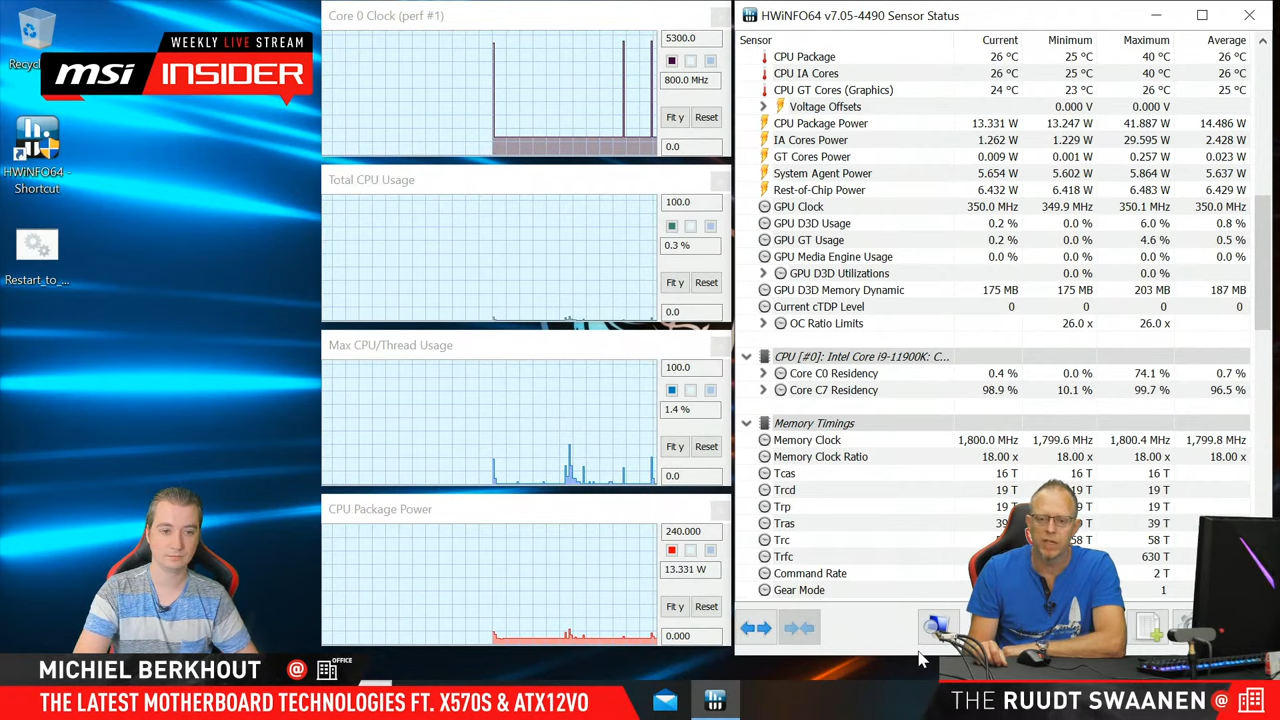 Recyc
WEEKLY LIVE STREAM
msi INSIDER
HWiNFO64 -
Shortcut
Restart_to_...
Core 0 Clock (perf #1)
5300.0
800.0 MHz
Fit y Reset
0.0
Total CPU Usage
100.0
0.3 %
Fit y Reset
0.0
Max CPU/Thread Usage
100.0
1.4 %
Fit y Reset
0.0
CPU Package Power
240.000
13.331 W
Fit y Reset
0.000
HWiNFO64 v7.05-4490 Sensor Status
Sensor Current Minimum Maximum Average
CPU Package 26 °C 25 °C 40 °C 26 °C
CPU IA Cores 26 °C 25 °C 40 °C 26 °C
CPU GT Cores (Graphics) 24 °C 23 °C 26 °C 25 °C
Voltage Offsets 0.000 V 0.000 V
CPU Package Power 13.331 W 13.247 W 41.887 W 14.486 W
IA Cores Power 1.262 W 1.229 W 29.595 W 2.428 W
GT Cores Power 0.009 W 0.001 W 0.257 W 0.023 W
System Agent Power 5.654 W 5.602 W 5.864 W 5.637 W
Rest-of-Chip Power 6.432 W 6.418 W 6.483 W 6.429 W
GPU Clock 350.0 MHz 349.9 MHz 350.1 MHz 350.0 MHz
GPU D3D Usage 0.2 % 0.0 % 6.0 % 0.8 %
GPU GT Usage 0.2 % 0.0 % 4.6 % 0.5 %
GPU Media Engine Usage 0.0 % 0.0 % 0.0 % 0.0 %
GPU D3D Utilizations 0.0 % 0.0 %
GPU D3D Memory Dynamic 175 MB 175 MB 203 MB 187 MB
Current cTDP Level 0 0 0 0
OC Ratio Limits 26.0 x 26.0 x
CPU [#0]: Intel Core i9-11900K: C...
Core C0 Residency 0.4 % 0.0 % 74.1 % 0.7 %
Core C7 Residency 98.9 % 10.1 % 99.7 % 96.5 %
Memory Timings
Memory Clock 1,800.0 MHz 1,799.6 MHz 1,800.4 MHz 1,799.8 MHz
Memory Clock Ratio 18.00 x 18.00 x 18.00 x 18.00 x
Tcas 16 T 16 T 16 T
Trcd 19 T 19 T 19 T
Trp 19 T 19 T 19 T
Tras 39 T
Trc 58 T 58 T
Trfc 630 T
Command Rate 2 T
Gear Mode 1
MICHIEL BERKHOUT @ OFFICE
THE LATEST MOTHERBOARD TECHNOLOGIES FT. X570S & ATX12VO
THE RUUDT SWAANEN @